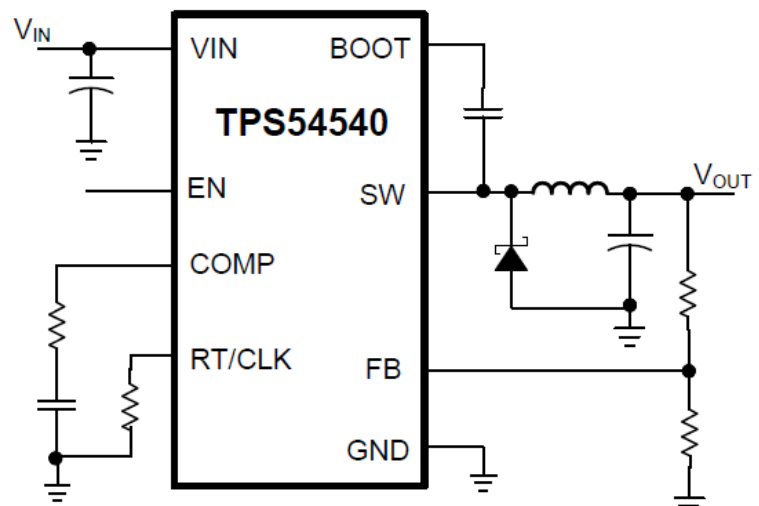 VIN
VIN
BOOT
TPS54540
EN
SW
VOUT
COMP
RT/CLK
FB
GND